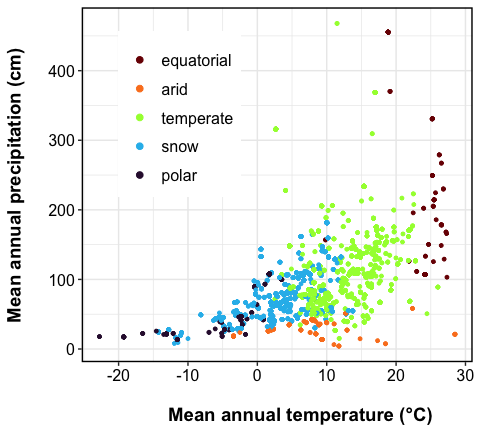 Mean annual precipitation (cm)
400
300
200
100
0
equatorial
arid
temperate
snow
polar
-20
-10
0
10
20
30
Mean annual temperature (°C)